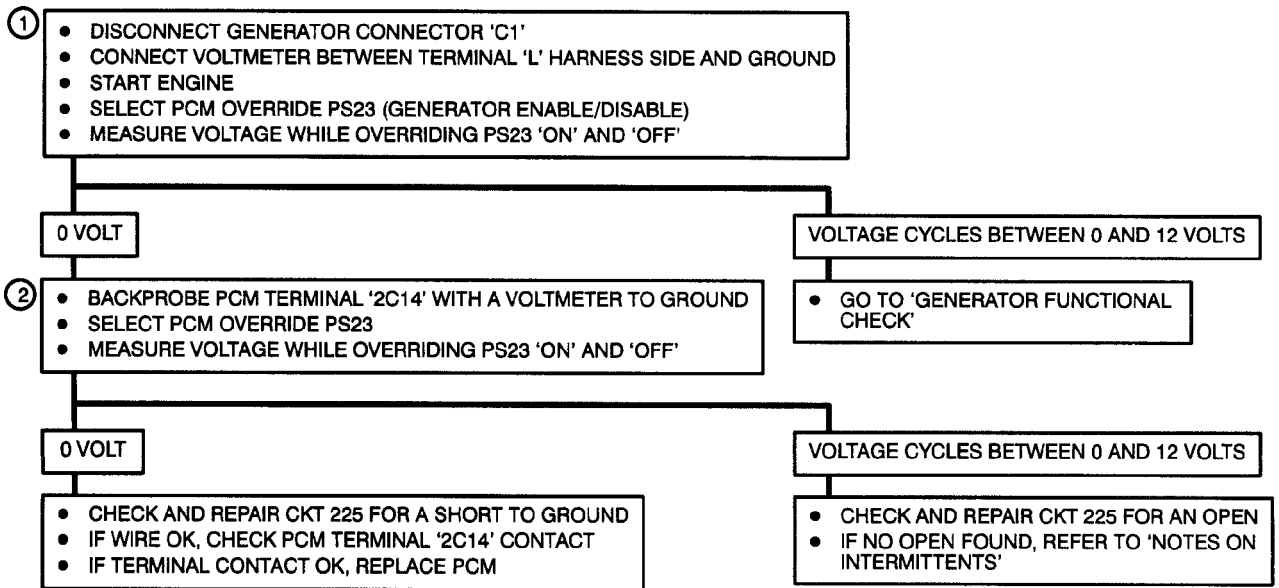 1
• DISCONNECT GENERATOR CONNECTOR 'C1'
• CONNECT VOLTMETER BETWEEN TERMINAL 'L' HARNESS SIDE AND GROUND
• START ENGINE
• SELECT PCM OVERRIDE PS23 (GENERATOR ENABLE/DISABLE)
• MEASURE VOLTAGE WHILE OVERRIDING PS23 'ON' AND 'OFF'
0 VOLT
VOLTAGE CYCLES BETWEEN 0 AND 12 VOLTS
2
• BACKPROBE PCM TERMINAL '2C14' WITH A VOLTMETER TO GROUND
• SELECT PCM OVERRIDE PS23
• MEASURE VOLTAGE WHILE OVERRIDING PS23 'ON' AND 'OFF'
• GO TO 'GENERATOR FUNCTIONAL
CHECK'
0 VOLT
VOLTAGE CYCLES BETWEEN 0 AND 12 VOLTS
• CHECK AND REPAIR CKT 225 FOR A SHORT TO GROUND
• IF WIRE OK, CHECK PCM TERMINAL '2C14' CONTACT
• IF TERMINAL CONTACT OK, REPLACE PCM
• CHECK AND REPAIR CKT 225 FOR AN OPEN
• IF NO OPEN FOUND, REFER TO 'NOTES ON
INTERMITTENTS'